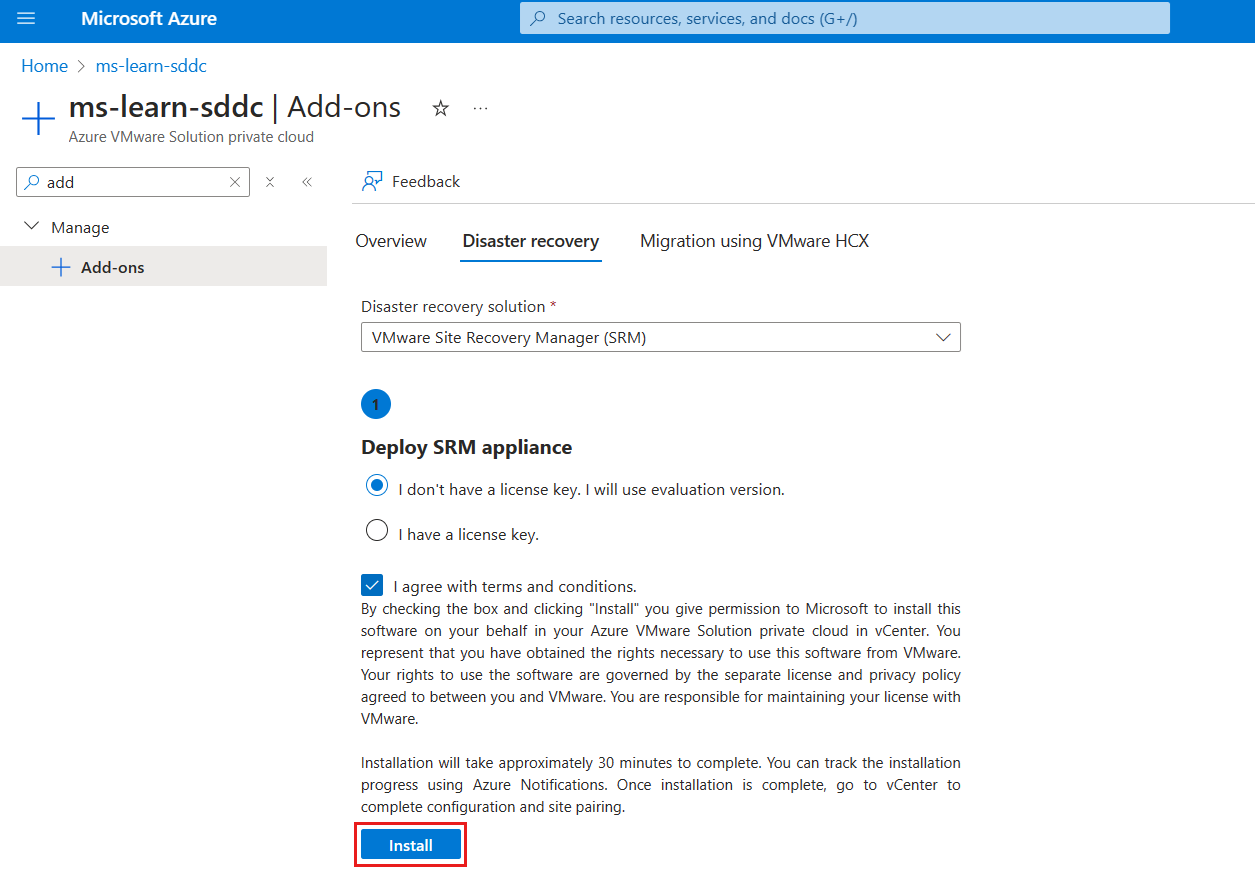 Microsoft Azure
Search resources, services, and docs (G+/)
Home > ms-learn-sddc
ms-learn-sddc | Add-ons
Azure VMware Solution private cloud
add
Feedback
Manage
Add-ons
Overview
Disaster recovery
Migration using VMware HCX
Disaster recovery solution *
VMware Site Recovery Manager (SRM)
1
Deploy SRM appliance
I don't have a license key. I will use evaluation version.
I have a license key.
I agree with terms and conditions.
By checking the box and clicking "Install" you give permission to Microsoft to install this
software on your behalf in your Azure VMware Solution private cloud in vCenter. You
represent that you have obtained the rights necessary to use this software from VMware.
Your rights to use the software are governed by the separate license and privacy policy
agreed to between you and VMware. You are responsible for maintaining your license with
VMware.
Installation will take approximately 30 minutes to complete. You can track the installation
progress using Azure Notifications. Once installation is complete, go to vCenter to
complete configuration and site pairing.
Install